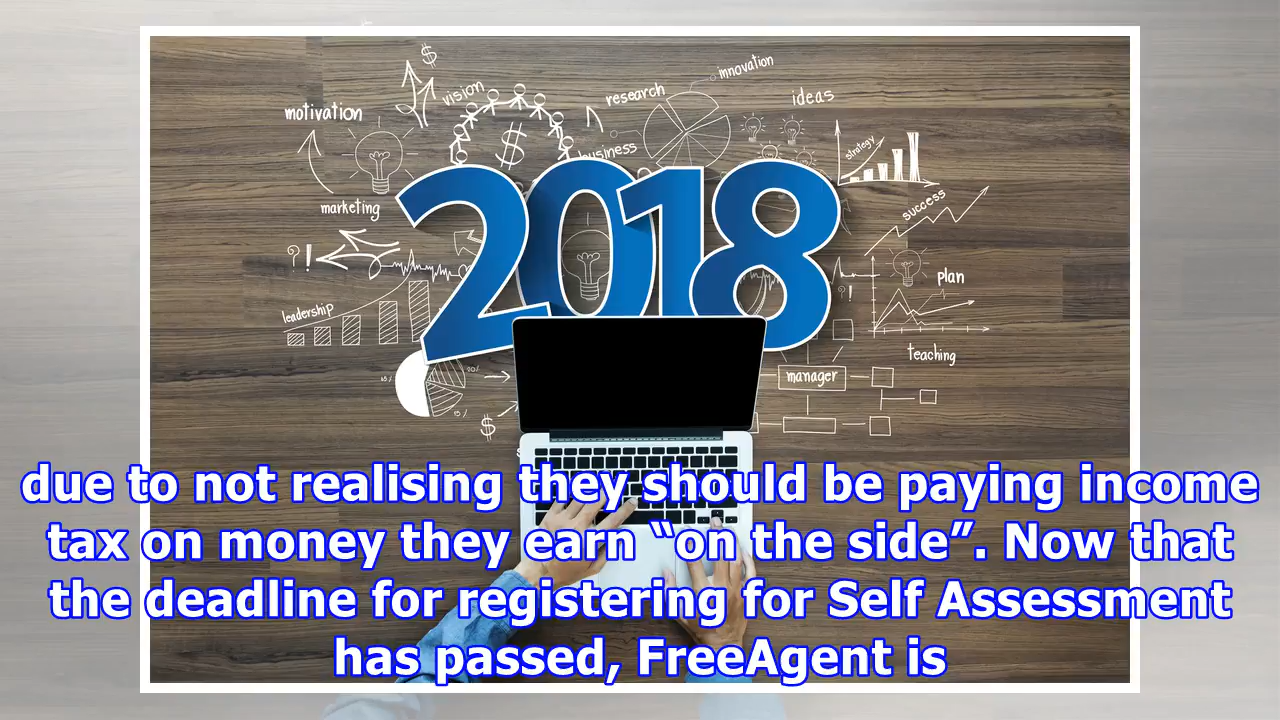 $
innovation
vision
research
ideas
motivation
$
business
strategy
marketing
success
?!
plan
?!
leadership
teaching
manager
$
2018
due to not realising they should be paying income
tax on money they earn “on the side”. Now that
the deadline for registering for Self Assessment
has passed, FreeAgent is